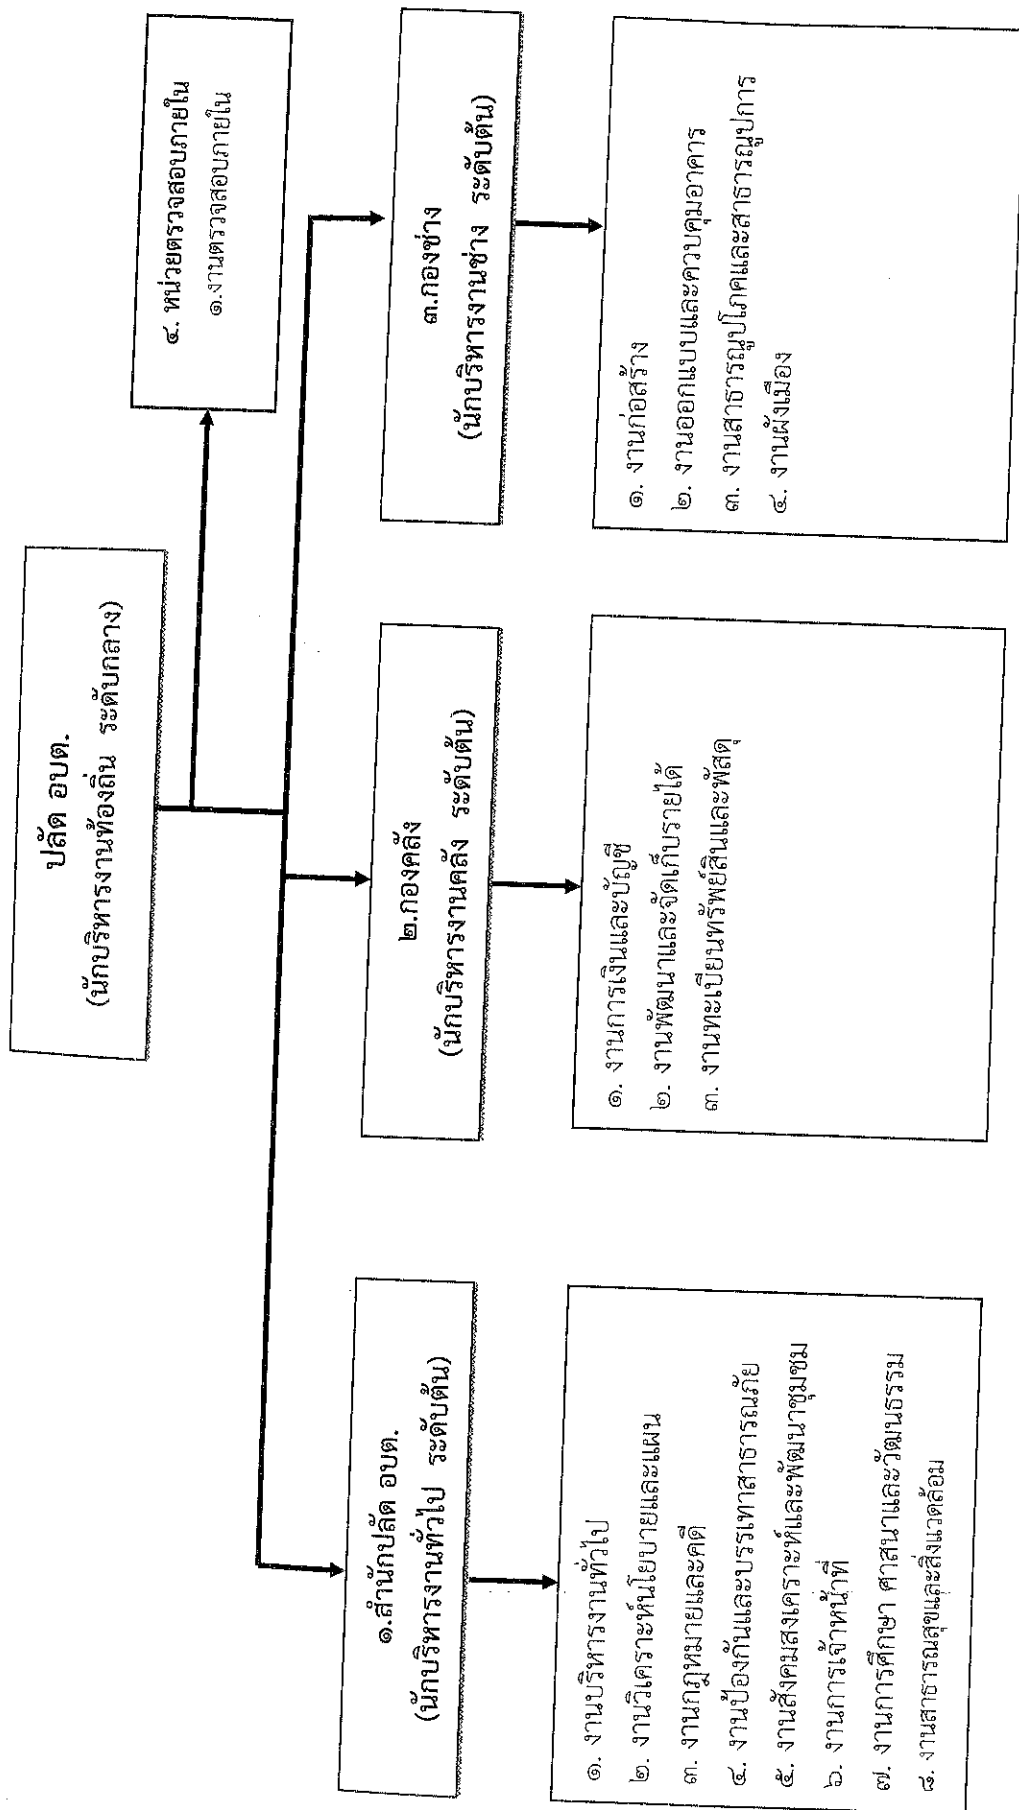 ปลัด อบต.
(นักบริหารงานท้องถิ่น ระดับกลาง)
๔. หน่วยตรวจสอบภายใน
๑.งานตรวจสอบภายใน
๑.สำนักปลัด อบต.
(นักบริหารงานทั่วไป ระดับต้น)
๑. งานบริหารงานทั่วไป
๒. งานวิเคราะห์นโยบายและแผน
๓. งานกฎหมายและคดี
๔. งานป้องกันและบรรเทาสาธารณภัย
๕. งานสังคมสงเคราะห์และพัฒนาชุมชม
๖. งานการเจ้าหน้าที่
๗. งานการศึกษา ศาสนาและวัฒนธรรม
๘. งานสาธารณสุขและสิ่งแวดล้อม
๒.กองคลัง
(นักบริหารงานคลัง ระดับต้น)
๑. งานการเงินและบัญชี
๒. งานพัฒนาและจัดเก็บรายได้
๓. งานทะเบียนทรัพย์สินและพัสดุ
๓.กองช่าง
(นักบริหารงานช่าง ระดับต้น)
๑. งานก่อสร้าง
๒. งานออกแบบและควบคุมอาคาร
๓. งานสาธารณูปโภคและสาธารณูปการ
๔. งานผังเมือง